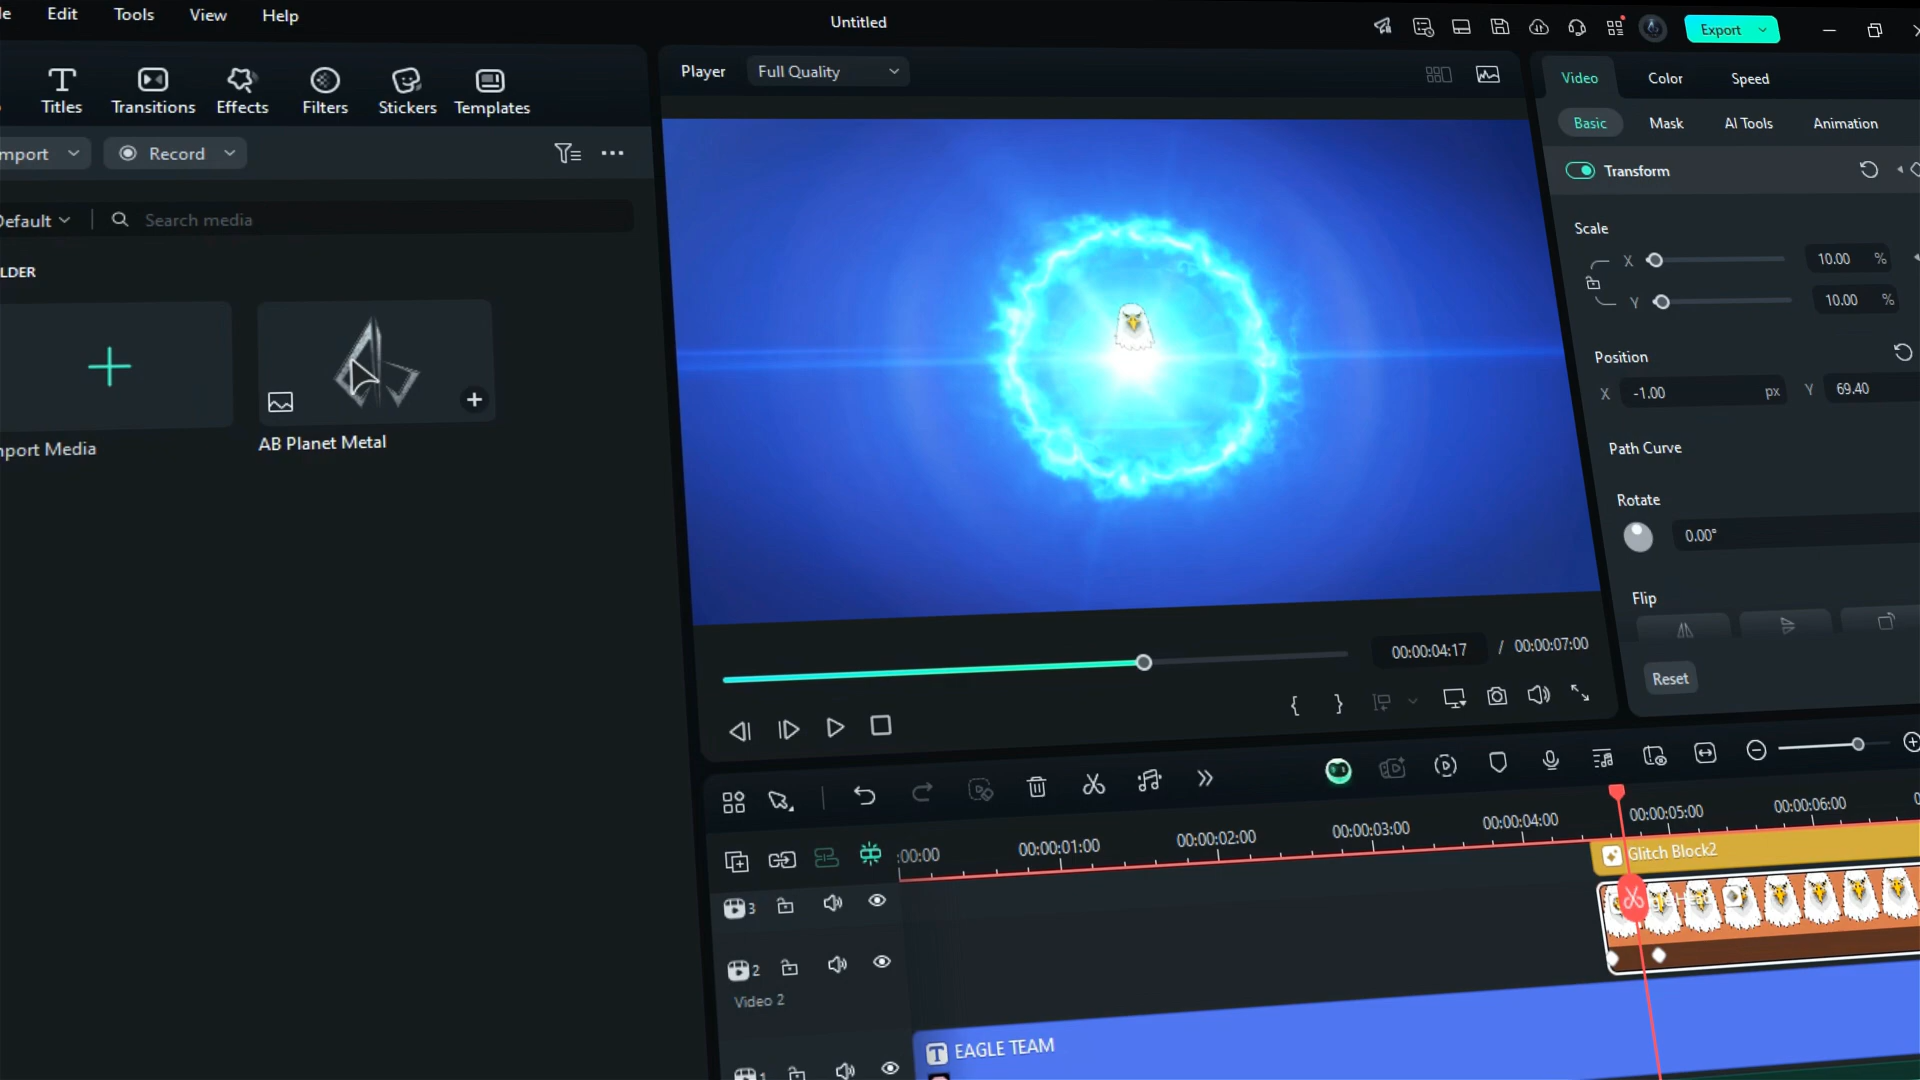 Edit Tools View Help
Untitled
Export
Titles Transitions Effects Filters Stickers Templates
Player Full Quality
Video Color Speed
Basic Mask AI Tools Animation
mport Record
Transform
Default Search media
Scale
X 10.00 %
Y 10.00 %
LDER
Position
X -1.00 px Y 69.40
mport Media
AB Planet Metal
Path Curve
Rotate
0.00°
Flip
Reset
00:00:04:17 / 00:00:07:00
:00:00 00:00:01:00 00:00:02:00 00:00:03:00 00:00:04:00 00:00:05:00 00:00:06:00
Glitch Block2
3
2
Video 2
EAGLE TEAM
1